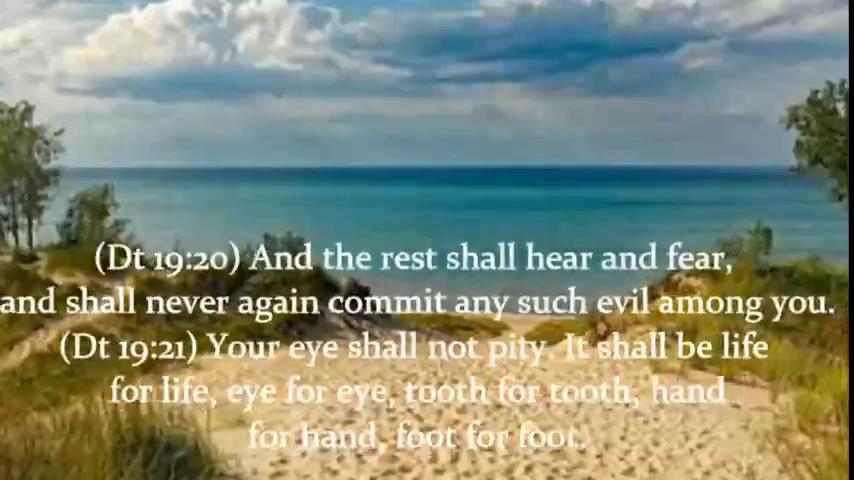 (Dt 19:20) And the rest shall hear and fear,
and shall never again commit any such evil among you.
(Dt 19:21) Your eye shall not pity. It shall be life
for life, eye for eye, tooth for tooth, hand
for hand, foot for foot.